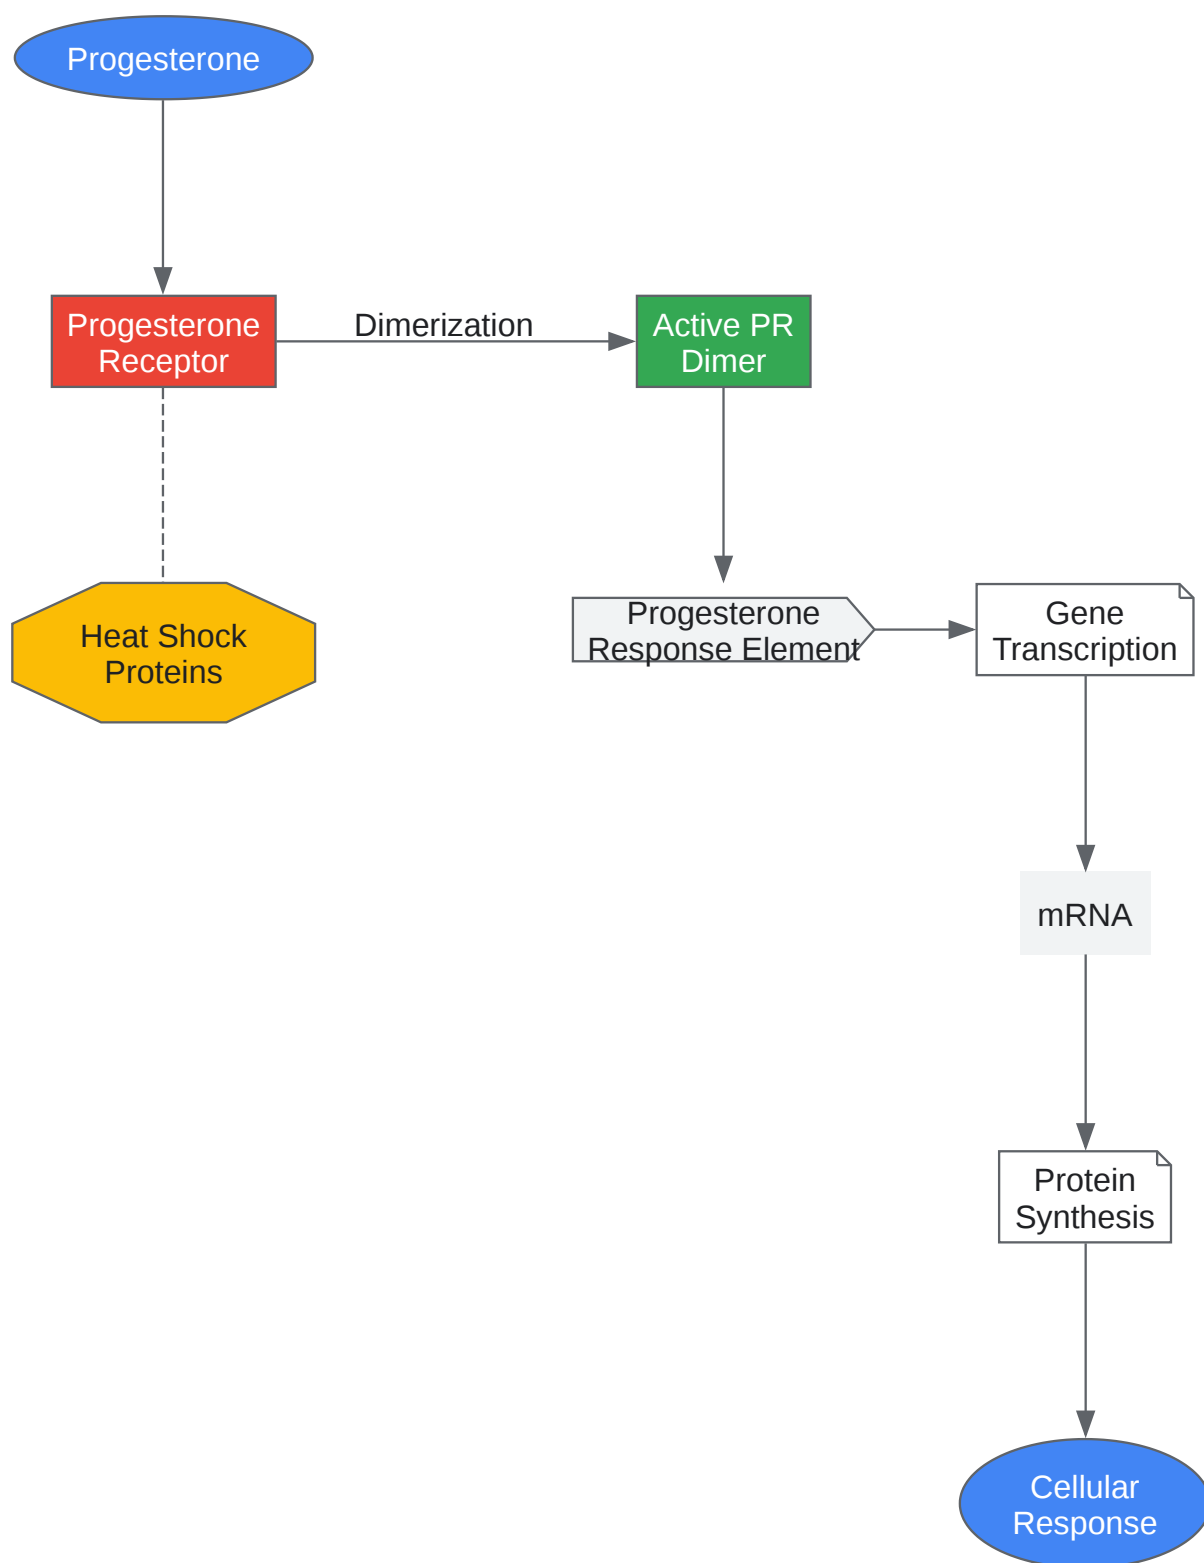 Progesterone
Progesterone
Receptor
Dimerization
Active PR
Dimer
Heat Shock
Proteins
Progesterone
Response Element
Gene
Transcription
mRNA
Protein
Synthesis
Cellular
Response